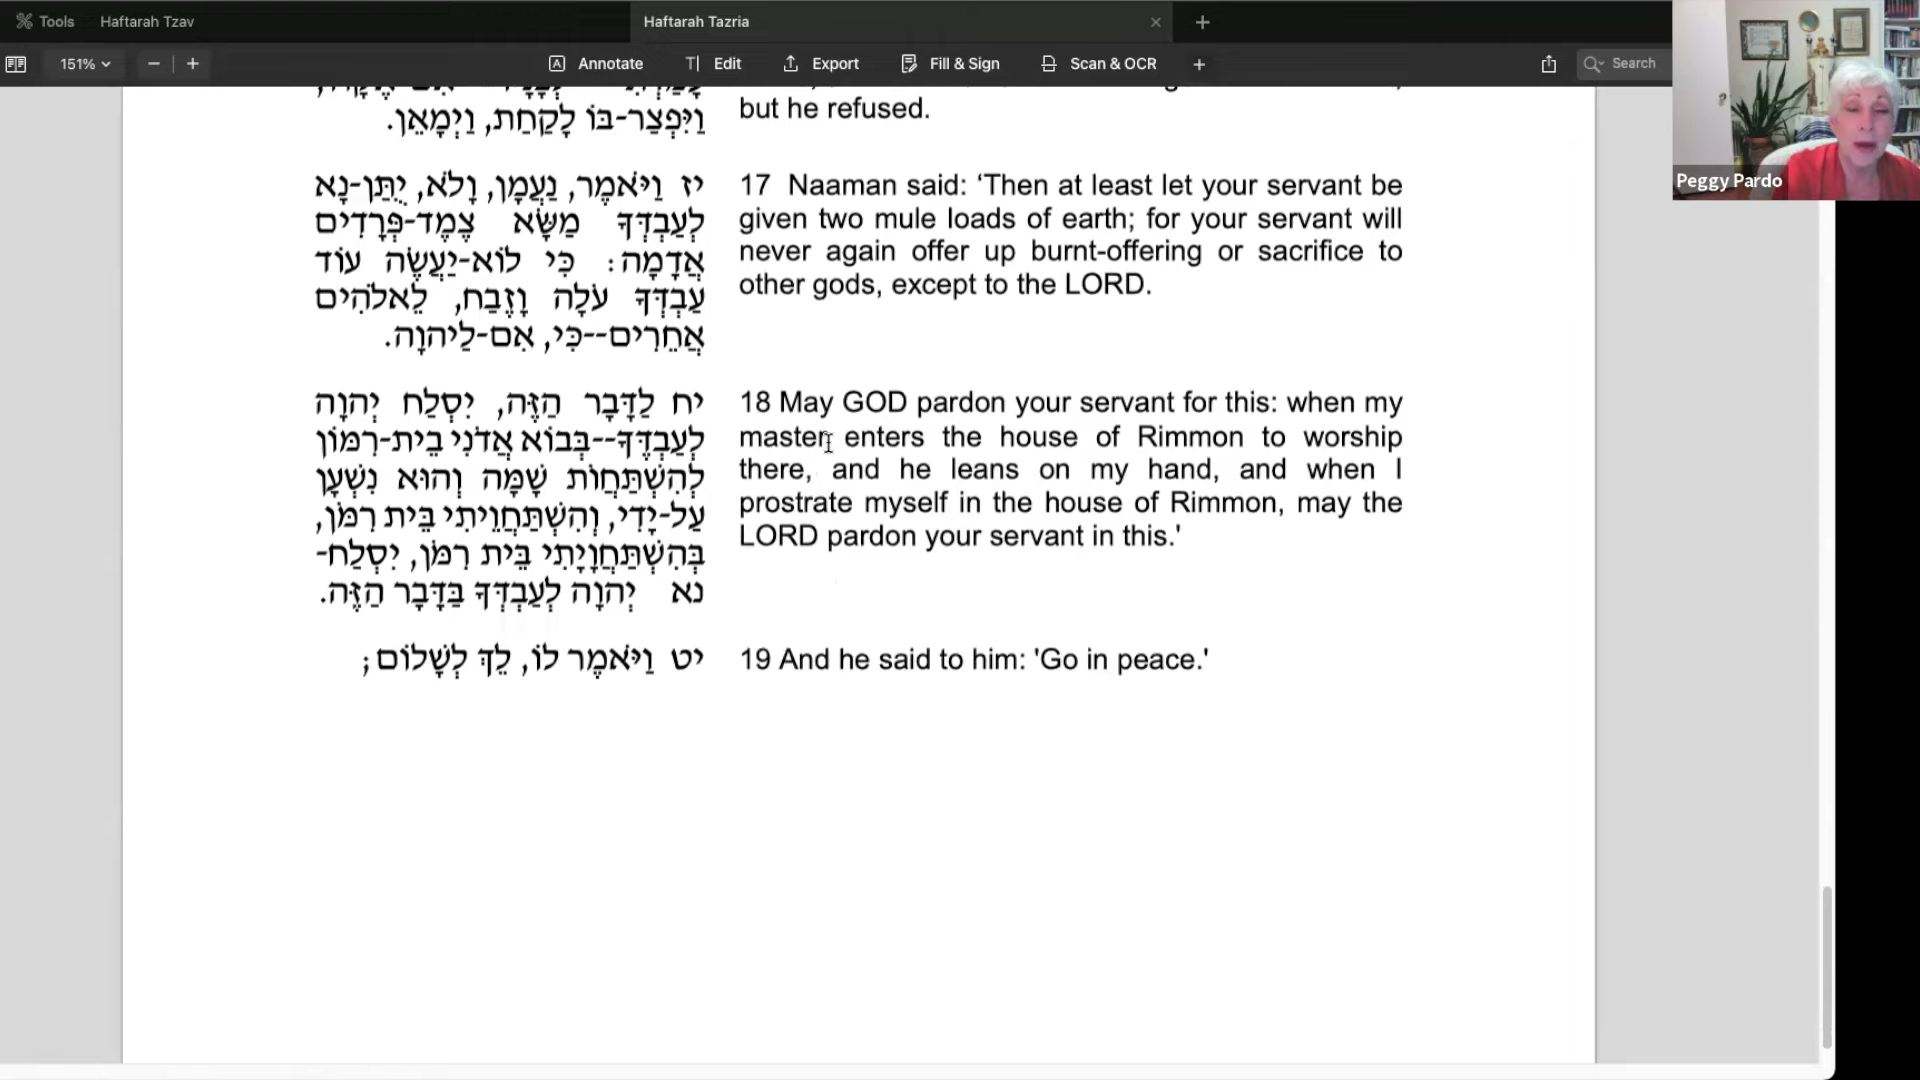 Tools Haftarah Tzav Haftarah Tazria
151% Annotate Edit Export Fill & Sign Scan & OCR Search
Peggy Pardo
וַיִּפְצַר-בּוֹ לָקַחַת, וַיְמָאֵן.
but he refused.
יז וַיֹּאמֶר, נַעֲמָן, וָלֹא, יֻתַּן-נָא
לְעַבְדְּךָ מַשָּׂא צֶמֶד-פְּרָדִים
אֲדָמָה: כִּי לוֹא-יַעֲשֶׂה עוֹד
עַבְדְּךָ עֹלָה וָזֶבַח, לֵאלֹהִים
אֲחֵרִים--כִּי, אִם-לַיהוָה.
17 Naaman said: ‘Then at least let your servant be
given two mule loads of earth; for your servant will
never again offer up burnt-offering or sacrifice to
other gods, except to the LORD.
יח לַדָּבָר הַזֶּה, יִסְלַח יְהוָה
לְעַבְדֶּךָ--בְּבוֹא אֲדֹנִי בֵית-רִמּוֹן
לְהִשְׁתַּחֲוֺת שָׁמָּה וְהוּא נִשְׁעָן
עַל-יָדִי, וְהִשְׁתַּחֲוֵיתִי בֵּית רִמֹּן,
בְּהִשְׁתַּחֲוָיָתִי בֵּית רִמֹּן, יִסְלַח-
נא יְהוָה לְעַבְדְּךָ בַּדָּבָר הַזֶּה.
18 May GOD pardon your servant for this: when my
master enters the house of Rimmon to worship
there, and he leans on my hand, and when I
prostrate myself in the house of Rimmon, may the
LORD pardon your servant in this.'
יט וַיֹּאמֶר לוֹ, לֵךְ לְשָׁלוֹם;
19 And he said to him: 'Go in peace.'